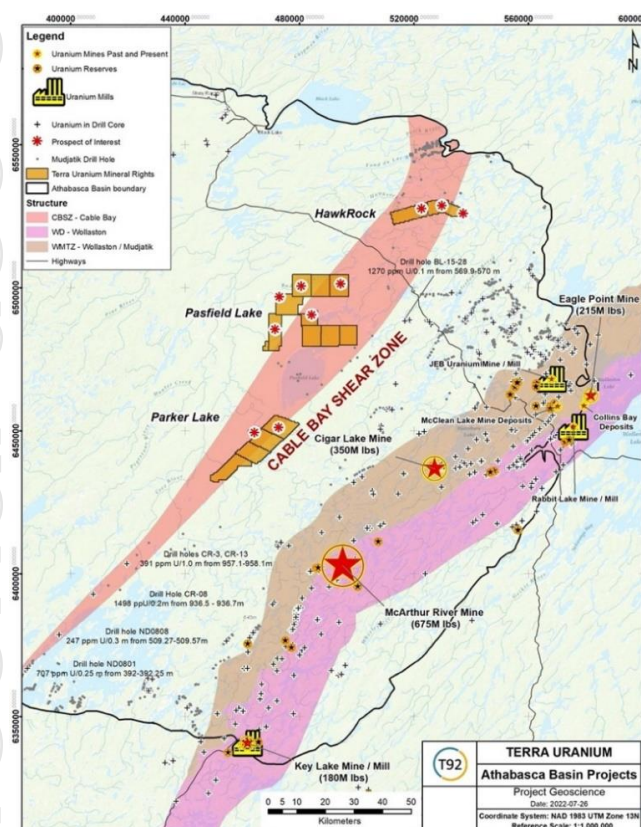 400000 440000 480000 520000 560000
6550000
6500000
6450000
6400000
6350000
Legend
Uranium Mines Past and Present
Uranium Reserves
Uranium Mills
Uranium in Drill Core
Prospect of Interest
Mudjatik Drill Hole
Terra Uranium Mineral Rights
Athabasca Basin boundary
Structure
CBSZ - Cable Bay
WD - Wollaston
WMTZ - Wollaston / Mudjatik
Highways
N
HawkRock
Drill hole BL-15-28
1270 ppm U/0.1 m from 569.9-570 m
Eagle Point Mine
(215M lbs)
Pasfield Lake
JEB Uranium Mine / Mill
Parker Lake
CABLE BAY SHEAR ZONE
McClean Lake Mine Deposits
Collins Bay
Deposits
Cigar Lake Mine
(350M lbs)
Rabbit Lake Mine / Mill
Drill holes CR-3, CR-13
391 ppm U/1.0 m from 957.1-958.1m
Drill Hole CR-08
1498 ppm U/0.2m from 936.5 - 936.7m
McArthur River Mine
(675M lbs)
Drill hole ND0808
247 ppm U/0.3 m from 509.27-509.57m
Drill hole ND0801
707 ppm U/0.25 m from 392-392.25 m
Key Lake Mine / Mill
(180M lbs)
0 5 10 20 30 40 50
Kilometers
T92
TERRA URANIUM
Athabasca Basin Projects
Project Geoscience
Date: 2022-07-26
Coordinate System: NAD 1983 UTM Zone 13N
Reference Scale: 1:1 000 000